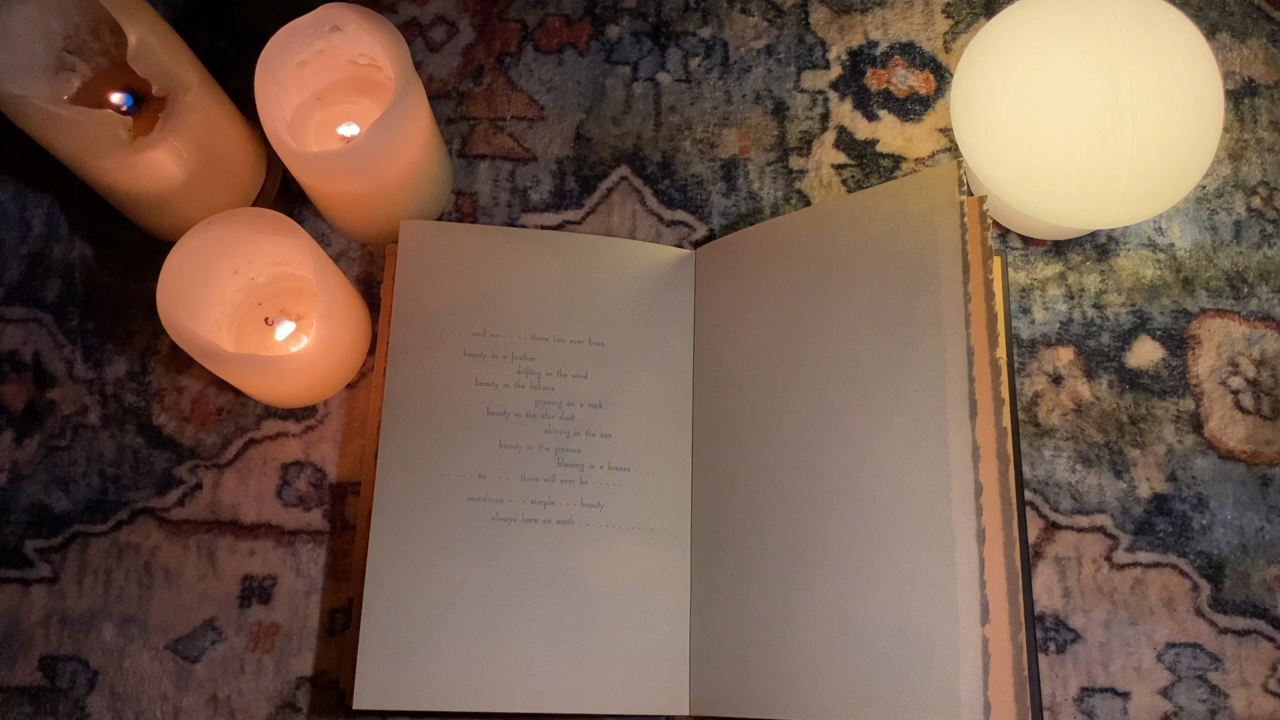 - - - - and so - - - - there has ever been
beauty in a feather
drifting in the wind
beauty in the lichens
growing on a rock
beauty in the star dust
shining in the sun
beauty in the grasses
blowing in a breeze - - -
- - - - - - so - - - - there will ever be - - - - -
wondrous - - - simple - - - beauty
always here on earth . . . . . . . . . . . .